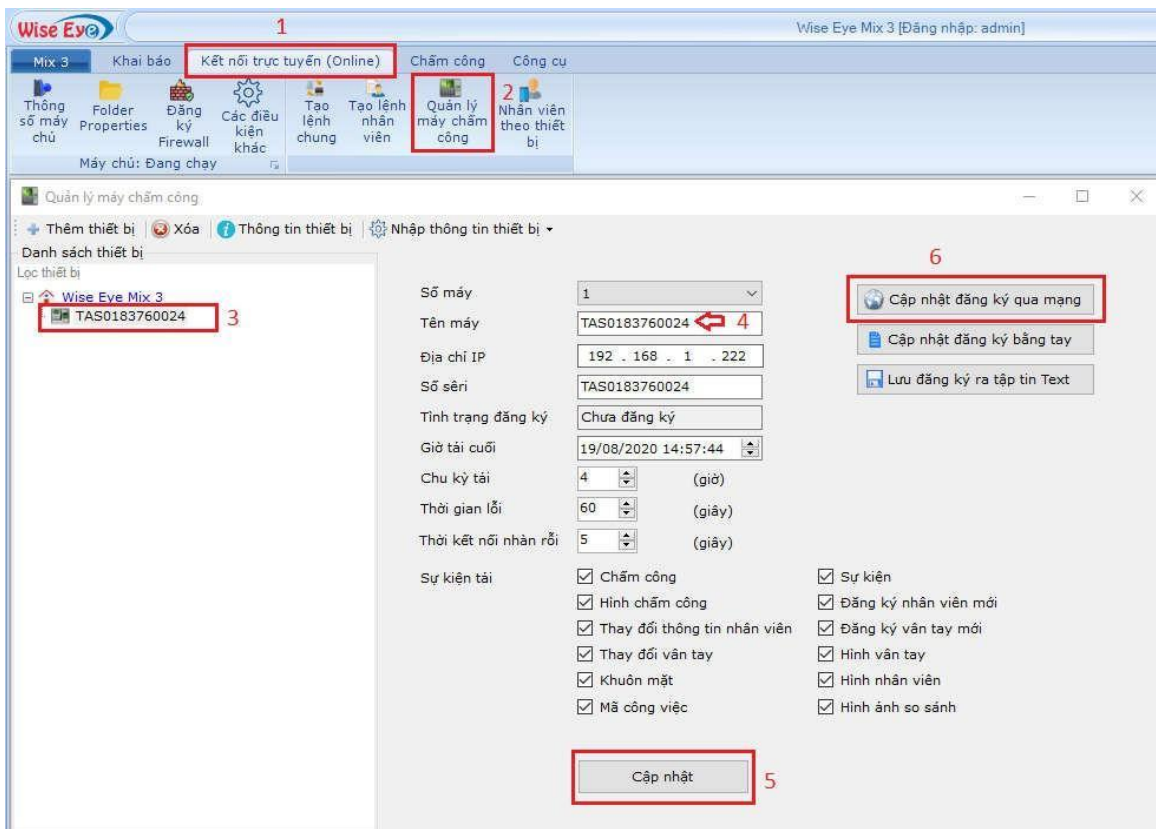 Wise Eye
1
Wise Eye Mix 3 [Đăng nhập: admin]
Mix 3
Khai báo
Kết nối trực tuyến (Online)
Chấm công
Công cụ
Thông số máy chủ
Folder Properties
Đăng ký Firewall
Các điều kiện khác
Tạo lệnh chung
Tạo lệnh nhân viên
Quản lý máy chấm công
2
Nhân viên theo thiết bị
Máy chủ: Đang chạy
Quản lý máy chấm công
Thêm thiết bị
Xóa
Thông tin thiết bị
Nhập thông tin thiết bị
Danh sách thiết bị
Lọc thiết bị
Wise Eye Mix 3
TAS0183760024
3
Số máy
1
Tên máy
TAS0183760024
4
Địa chỉ IP
192 . 168 . 1 . 222
Số sêri
TAS0183760024
Tình trạng đăng ký
Chưa đăng ký
Giờ tải cuối
19/08/2020 14:57:44
Chu kỳ tải
4
(giờ)
Thời gian lỗi
60
(giây)
Thời kết nối nhàn rỗi
5
(giây)
6
Cập nhật đăng ký qua mạng
Cập nhật đăng ký bằng tay
Lưu đăng ký ra tập tin Text
Sự kiện tải
Chấm công
Sự kiện
Hình chấm công
Đăng ký nhân viên mới
Thay đổi thông tin nhân viên
Đăng ký vân tay mới
Thay đổi vân tay
Hình vân tay
Khuôn mặt
Hình nhân viên
Mã công việc
Hình ảnh so sánh
Cập nhật
5